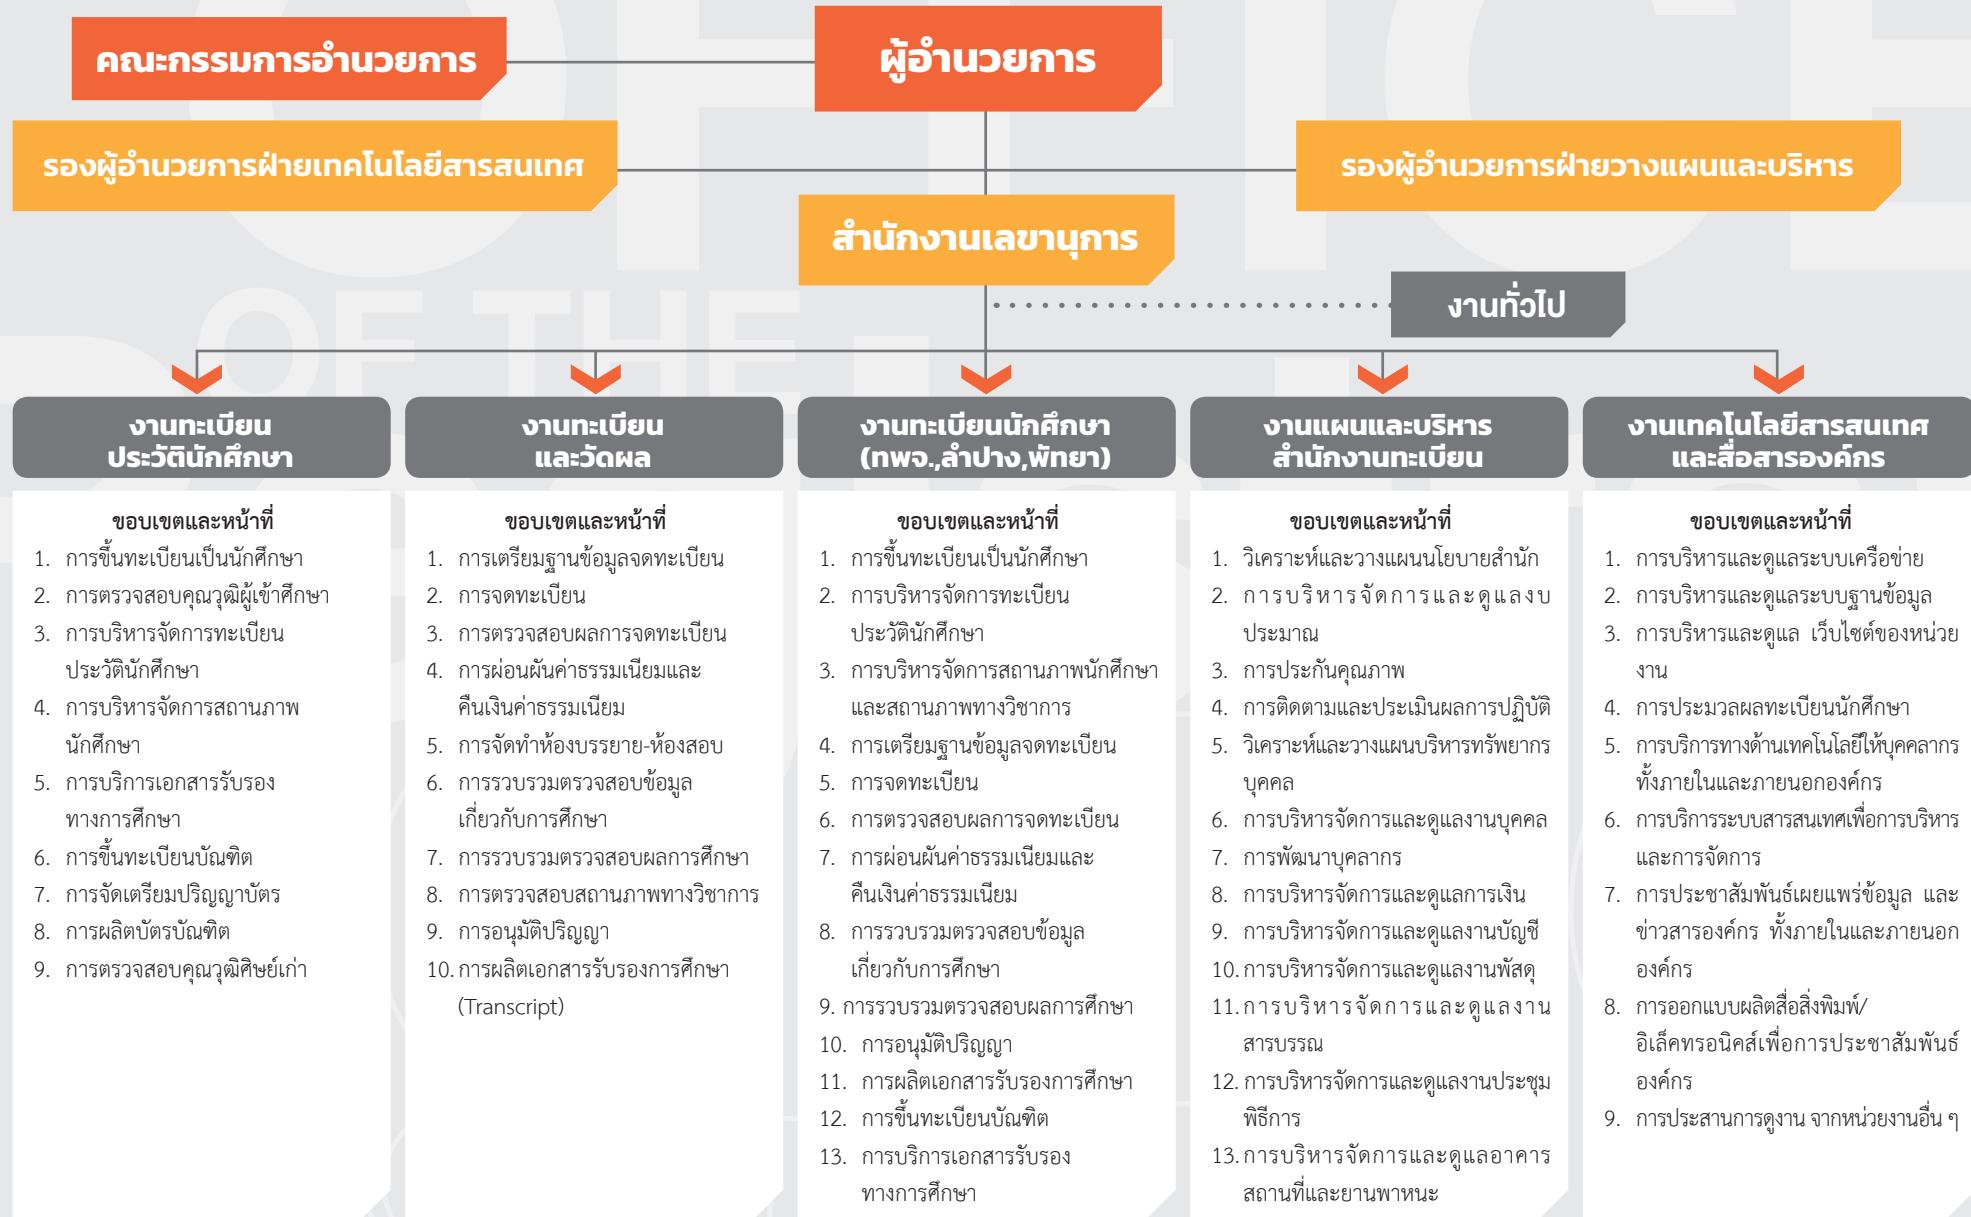 คณะกรรมการอำนวยการ
ผู้อำนวยการ
รองผู้อำนวยการฝ่ายเทคโนโลยีสารสนเทศ
รองผู้อำนวยการฝ่ายวางแผนและบริหาร
สำนักงานเลขานุการ
งานทั่วไป
งานทะเบียน
ประวัตินักศึกษา
ขอบเขตและหน้าที่
1. การขึ้นทะเบียนเป็นนักศึกษา
2. การตรวจสอบคุณวุฒิผู้เข้าศึกษา
3. การบริหารจัดการทะเบียน
ประวัตินักศึกษา
4. การบริหารจัดการสถานภาพ
นักศึกษา
5. การบริการเอกสารรับรอง
ทางการศึกษา
6. การขึ้นทะเบียนบัณฑิต
7. การจัดเตรียมปริญญาบัตร
8. การผลิตบัตรบัณฑิต
9. การตรวจสอบคุณวุฒิศิษย์เก่า
งานทะเบียน
และวัดผล
ขอบเขตและหน้าที่
1. การเตรียมฐานข้อมูลจดทะเบียน
2. การจดทะเบียน
3. การตรวจสอบผลการจดทะเบียน
4. การผ่อนผันค่าธรรมเนียมและ
คืนเงินค่าธรรมเนียม
5. การจัดทำห้องบรรยาย-ห้องสอบ
6. การรวบรวมตรวจสอบข้อมูล
เกี่ยวกับการศึกษา
7. การรวบรวมตรวจสอบผลการศึกษา
8. การตรวจสอบสถานภาพทางวิชาการ
9. การอนุมัติปริญญา
10. การผลิตเอกสารรับรองการศึกษา
(Transcript)
งานทะเบียนนักศึกษา
(ทพจ.,ลำปาง,พัทยา)
ขอบเขตและหน้าที่
1. การขึ้นทะเบียนเป็นนักศึกษา
2. การบริหารจัดการทะเบียน
ประวัตินักศึกษา
3. การบริหารจัดการสถานภาพนักศึกษา
และสถานภาพทางวิชาการ
4. การเตรียมฐานข้อมูลจดทะเบียน
5. การจดทะเบียน
6. การตรวจสอบผลการจดทะเบียน
7. การผ่อนผันค่าธรรมเนียมและ
คืนเงินค่าธรรมเนียม
8. การรวบรวมตรวจสอบข้อมูล
เกี่ยวกับการศึกษา
9. การรวบรวมตรวจสอบผลการศึกษา
10. การอนุมัติปริญญา
11. การผลิตเอกสารรับรองการศึกษา
12. การขึ้นทะเบียนบัณฑิต
13. การบริการเอกสารรับรอง
ทางการศึกษา
งานแผนและบริหาร
สำนักงานทะเบียน
ขอบเขตและหน้าที่
1. วิเคราะห์และวางแผนนโยบายสำนัก
2. การบริหารจัดการและดูแลงบ
ประมาณ
3. การประกันคุณภาพ
4. การติดตามและประเมินผลการปฏิบัติ
5. วิเคราะห์และวางแผนบริหารทรัพยากร
บุคคล
6. การบริหารจัดการและดูแลงานบุคคล
7. การพัฒนาบุคลากร
8. การบริหารจัดการและดูแลการเงิน
9. การบริหารจัดการและดูแลงานบัญชี
10. การบริหารจัดการและดูแลงานพัสดุ
11. การบริหารจัดการและดูแลงาน
สารบรรณ
12. การบริหารจัดการและดูแลงานประชุม
พิธีการ
13. การบริหารจัดการและดูแลอาคาร
สถานที่และยานพาหนะ
งานเทคโนโลยีสารสนเทศ
และสื่อสารองค์กร
ขอบเขตและหน้าที่
1. การบริหารและดูแลระบบเครือข่าย
2. การบริหารและดูแลระบบฐานข้อมูล
3. การบริหารและดูแล เว็บไซต์ของหน่วย
งาน
4. การประมวลผลทะเบียนนักศึกษา
5. การบริการทางด้านเทคโนโลยีให้บุคคลากร
ทั้งภายในและภายนอกองค์กร
6. การบริการระบบสารสนเทศเพื่อการบริหาร
และการจัดการ
7. การประชาสัมพันธ์เผยแพร่ข้อมูล และ
ข่าวสารองค์กร ทั้งภายในและภายนอก
องค์กร
8. การออกแบบผลิตสื่อสิ่งพิมพ์/
อิเล็คทรอนิคส์เพื่อการประชาสัมพันธ์
องค์กร
9. การประสานการดูงาน จากหน่วยงานอื่น ๆ
OFFICE
OF THE